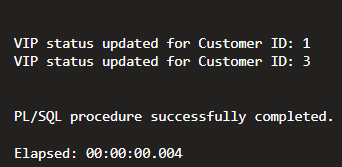 VIP status updated for Customer ID: 1
VIP status updated for Customer ID: 3
PL/SQL procedure successfully completed.
Elapsed: 00:00:00.004